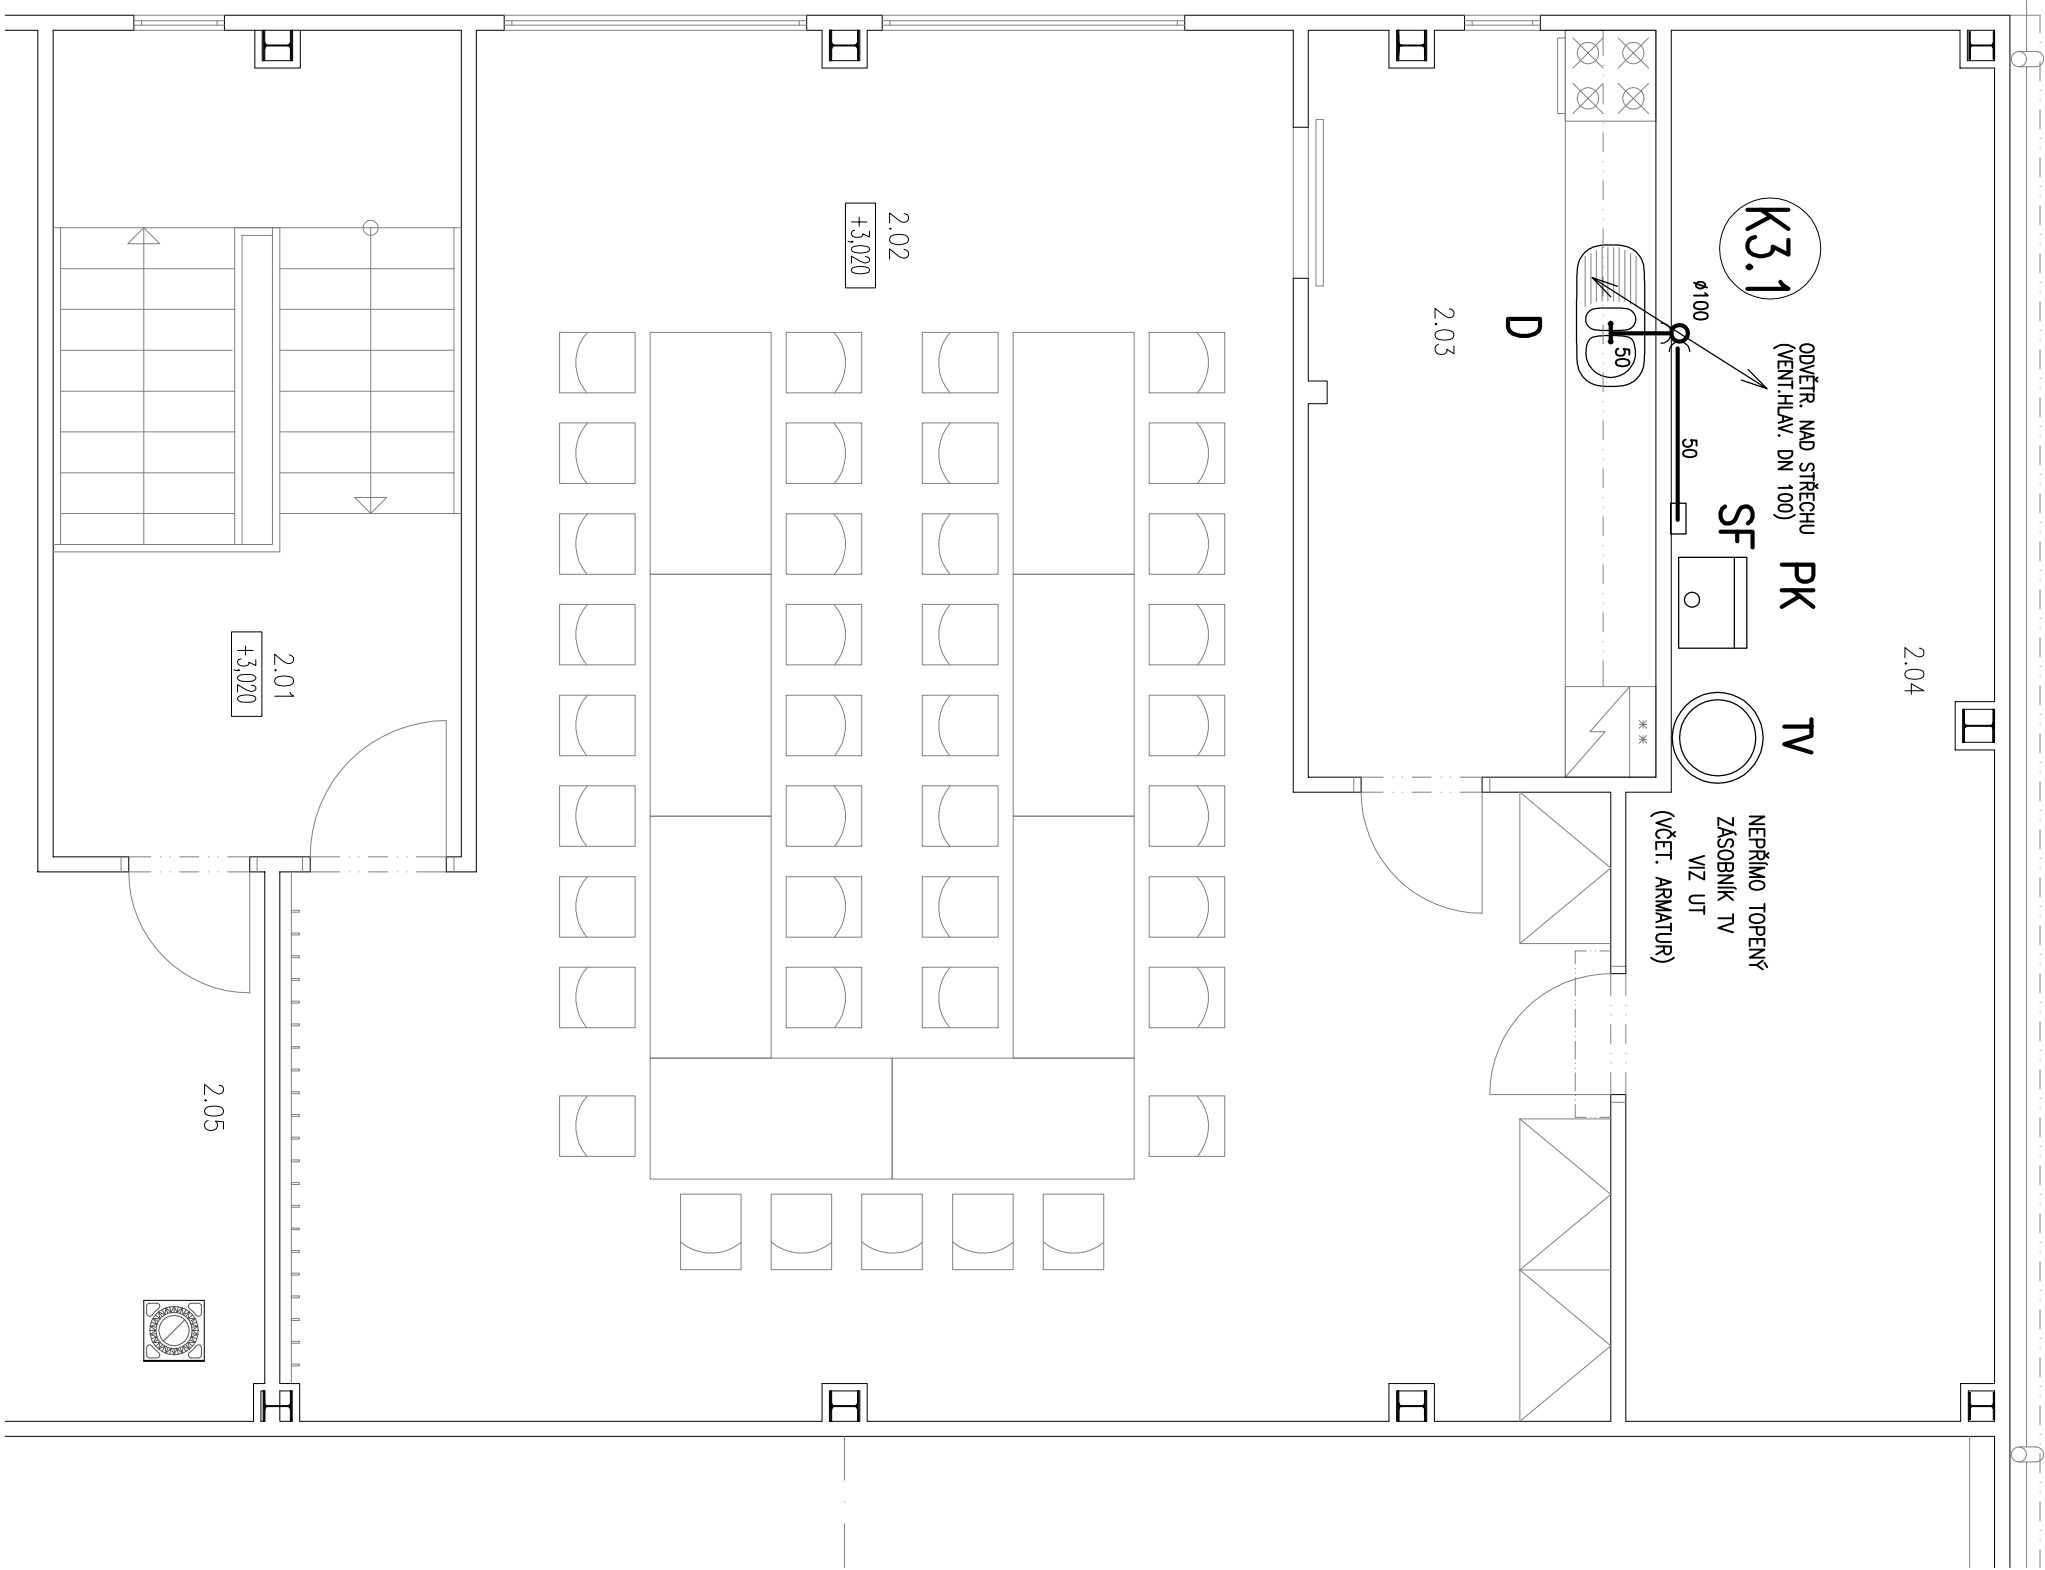 K3.1
ø100
ODVĚTR. NAD STŘECHU
(VENT.HLAV. DN 100)
50
50
SF
PK
TV
NEPŘÍMO TOPENÝ
ZÁSOBNÍK TV
VIZ UT
(VČET. ARMATUR)
D
2.04
2.03
2.02
+3,020
2.01
+3,020
2.05